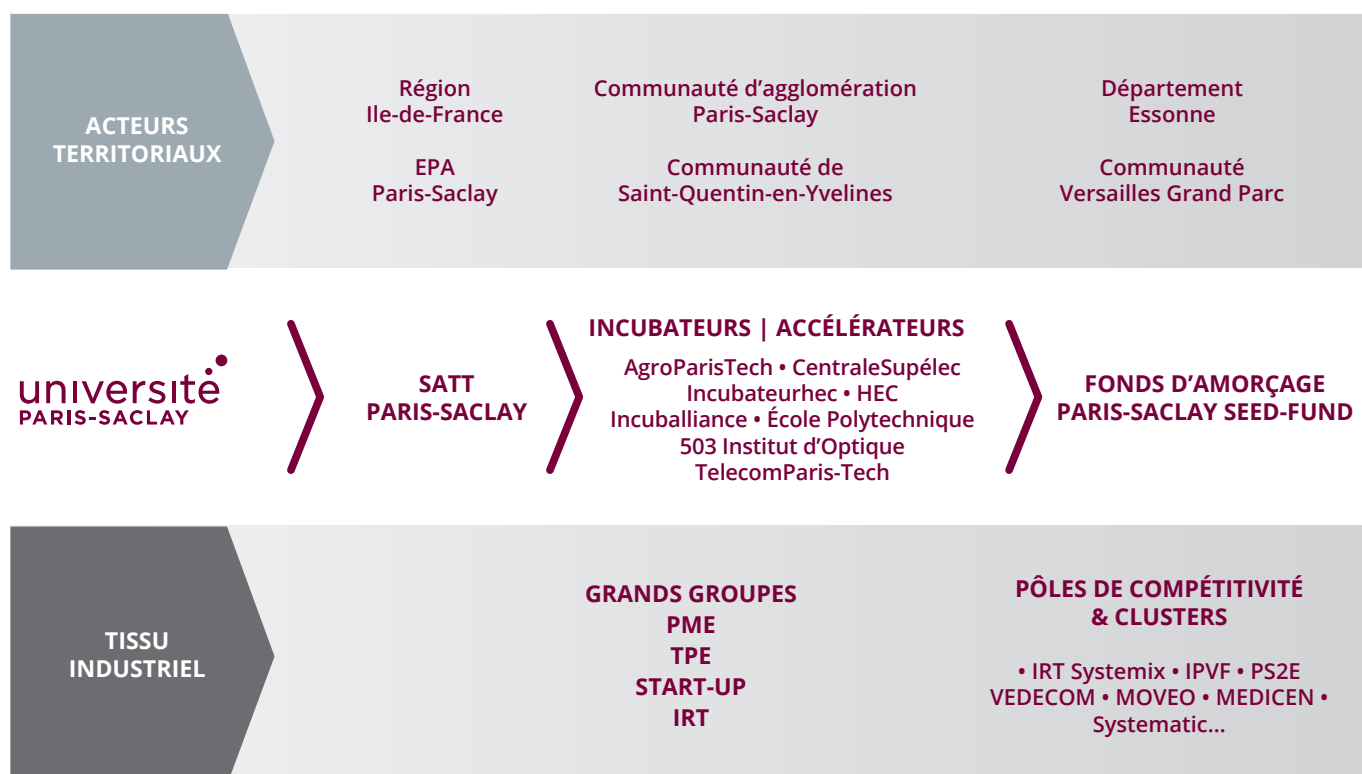 ACTEURS
TERRITORIAUX
Région
Ile-de-France
EPA
Paris-Saclay
Communauté d'agglomération
Paris-Saclay
Communauté de
Saint-Quentin-en-Yvelines
Département
Essonne
Communauté
Versailles Grand Parc
université
PARIS-SACLAY
SATT
PARIS-SACLAY
INCUBATEURS | ACCÉLÉRATEURS
AgroParisTech • CentraleSupélec
Incubateurhec • HEC
Incuballiance • École Polytechnique
503 Institut d'Optique
TelecomParis-Tech
FONDS D'AMORÇAGE
PARIS-SACLAY SEED-FUND
TISSU
INDUSTRIEL
GRANDS GROUPES
PME
TPE
START-UP
IRT
PÔLES DE COMPÉTITIVITÉ
& CLUSTERS
• IRT Systemix • IPVF • PS2E
VEDECOM • MOVEO • MEDICEN •
Systematic...